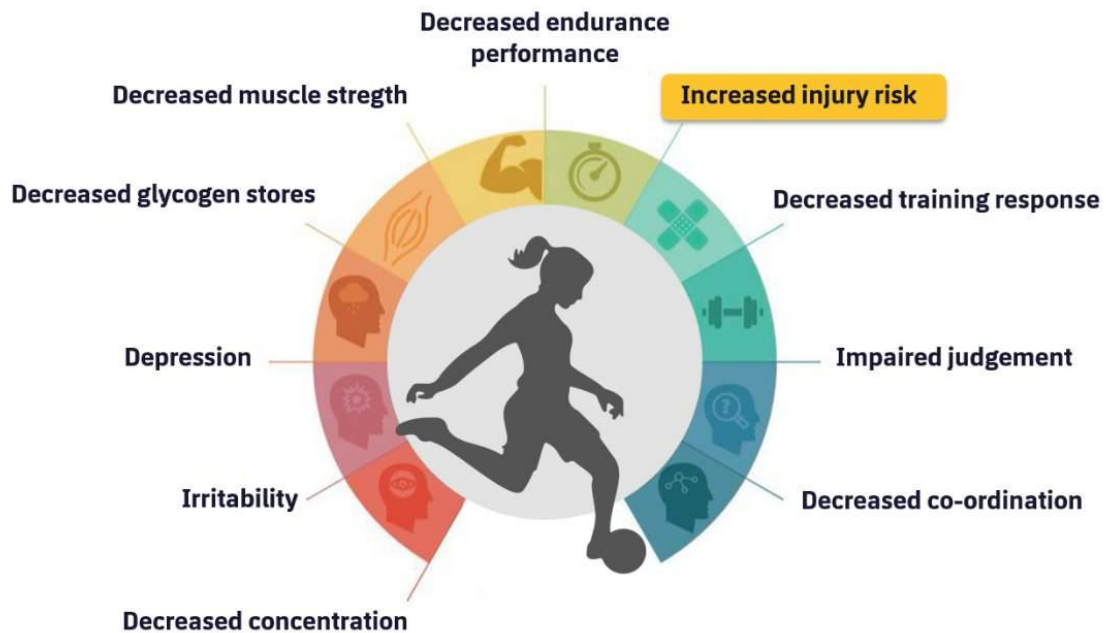 Decreased endurance
performance
Increased injury risk
Decreased muscle stregth
Decreased glycogen stores
Decreased training response
Depression
Impaired judgement
Irritability
Decreased co-ordination
Decreased concentration